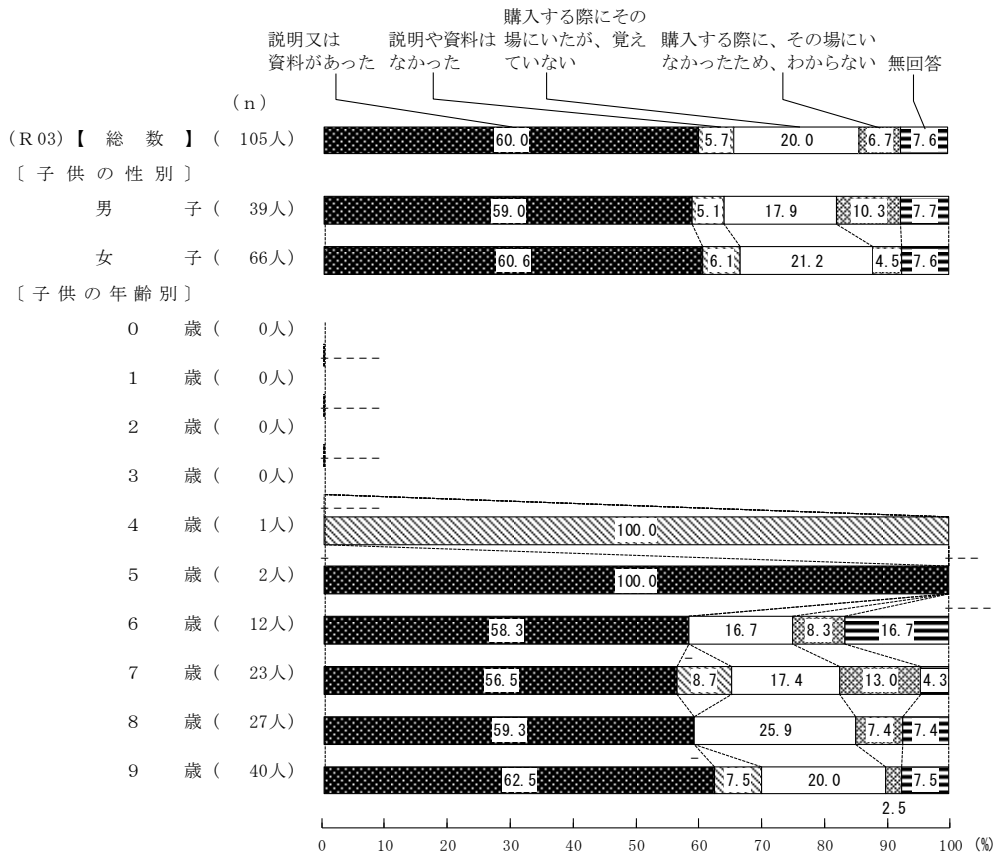 説明又は
資料があった
説明や資料は
なかった
購入する際にその
場にいたが、覚え
ていない
購入する際に、その場にい
なかったため、わからない
無回答
(n)
(R03)【 総 数 】( 105人) 60.0 5.7 20.0 6.7 7.6
〔子供の性別〕
男 子( 39人) 59.0 5.1 17.9 10.3 7.7
女 子( 66人) 60.6 6.1 21.2 4.5 7.6
〔子供の年齢別〕
0 歳( 0人)
1 歳( 0人)
2 歳( 0人)
3 歳( 0人)
4 歳( 1人) 100.0
5 歳( 2人) 100.0
6 歳( 12人) 58.3 16.7 8.3 16.7
7 歳( 23人) 56.5 8.7 17.4 13.0 4.3
8 歳( 27人) 59.3 25.9 7.4 7.4
9 歳( 40人) 62.5 7.5 20.0 2.5 7.5
0 10 20 30 40 50 60 70 80 90 100 (%)